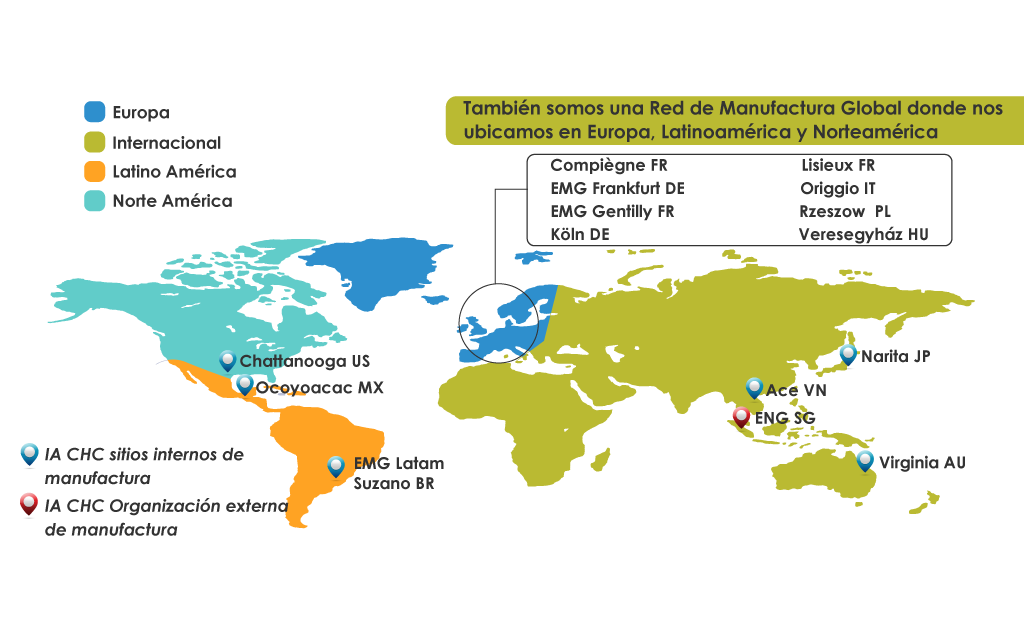 Europa
Internacional
Latino América
Norte América
También somos una Red de Manufactura Global donde nos
ubicamos en Europa, Latinoamérica y Norteamérica
Compiègne FR
Lisieux FR
EMG Frankfurt DE
Origgio IT
EMG Gentilly FR
Rzeszow PL
Köln DE
Veresegyház HU
Chattanooga US
Ocoyoacac MX
Narita JP
Ace VN
ENG SG
EMG Latam
Suzano BR
Virginia AU
IA CHC sitios internos de
manufactura
IA CHC Organización externa
de manufactura